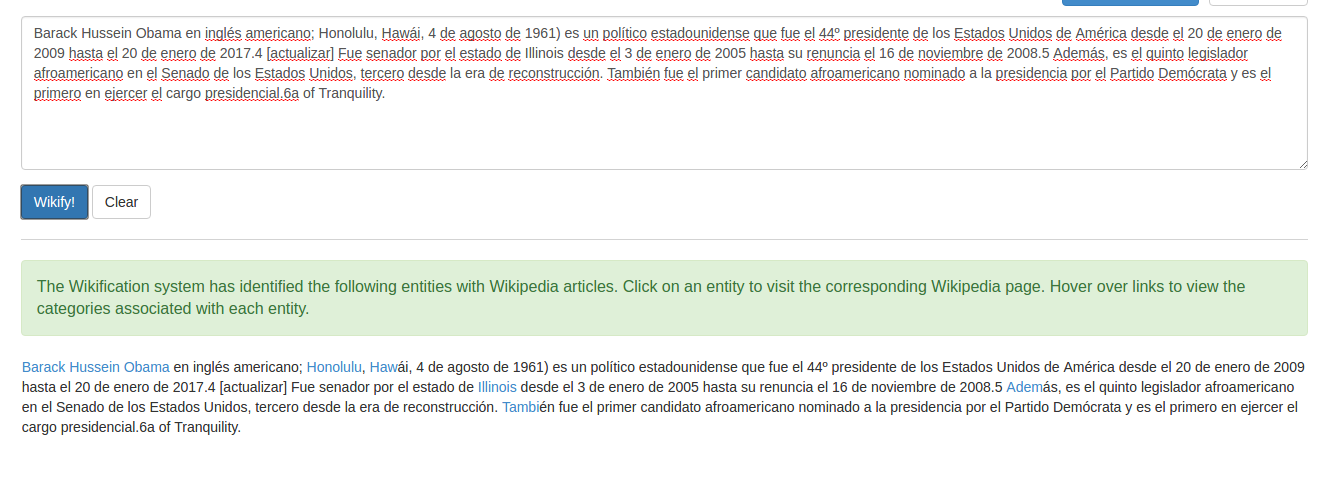 Barack Hussein Obama en inglés americano; Honolulu, Hawái, 4 de agosto de 1961) es un político estadounidense que fue el 44º presidente de los Estados Unidos de América desde el 20 de enero de
2009 hasta el 20 de enero de 2017.4 [actualizar] Fue senador por el estado de Illinois desde el 3 de enero de 2005 hasta su renuncia el 16 de noviembre de 2008.5 Además, es el quinto legislador
afroamericano en el Senado de los Estados Unidos, tercero desde la era de reconstrucción. También fue el primer candidato afroamericano nominado a la presidencia por el Partido Demócrata y es el
primero en ejercer el cargo presidencial.6a of Tranquility.
Wikify! Clear
The Wikification system has identified the following entities with Wikipedia articles. Click on an entity to visit the corresponding Wikipedia page. Hover over links to view the
categories associated with each entity.
Barack Hussein Obama en inglés americano; Honolulu, Hawái, 4 de agosto de 1961) es un político estadounidense que fue el 44º presidente de los Estados Unidos de América desde el 20 de enero de 2009
hasta el 20 de enero de 2017.4 [actualizar] Fue senador por el estado de Illinois desde el 3 de enero de 2005 hasta su renuncia el 16 de noviembre de 2008.5 Además, es el quinto legislador afroamericano
en el Senado de los Estados Unidos, tercero desde la era de reconstrucción. También fue el primer candidato afroamericano nominado a la presidencia por el Partido Demócrata y es el primero en ejercer el
cargo presidencial.6a of Tranquility.